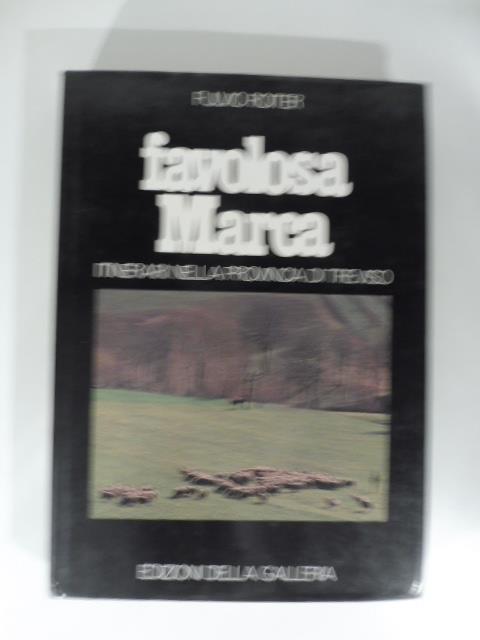 FULVIO ROITER
favolosa
Marca
ITINERARI NELLA PROVINCIA DI TREVISO
EDIZIONI DELLA GALLERIA